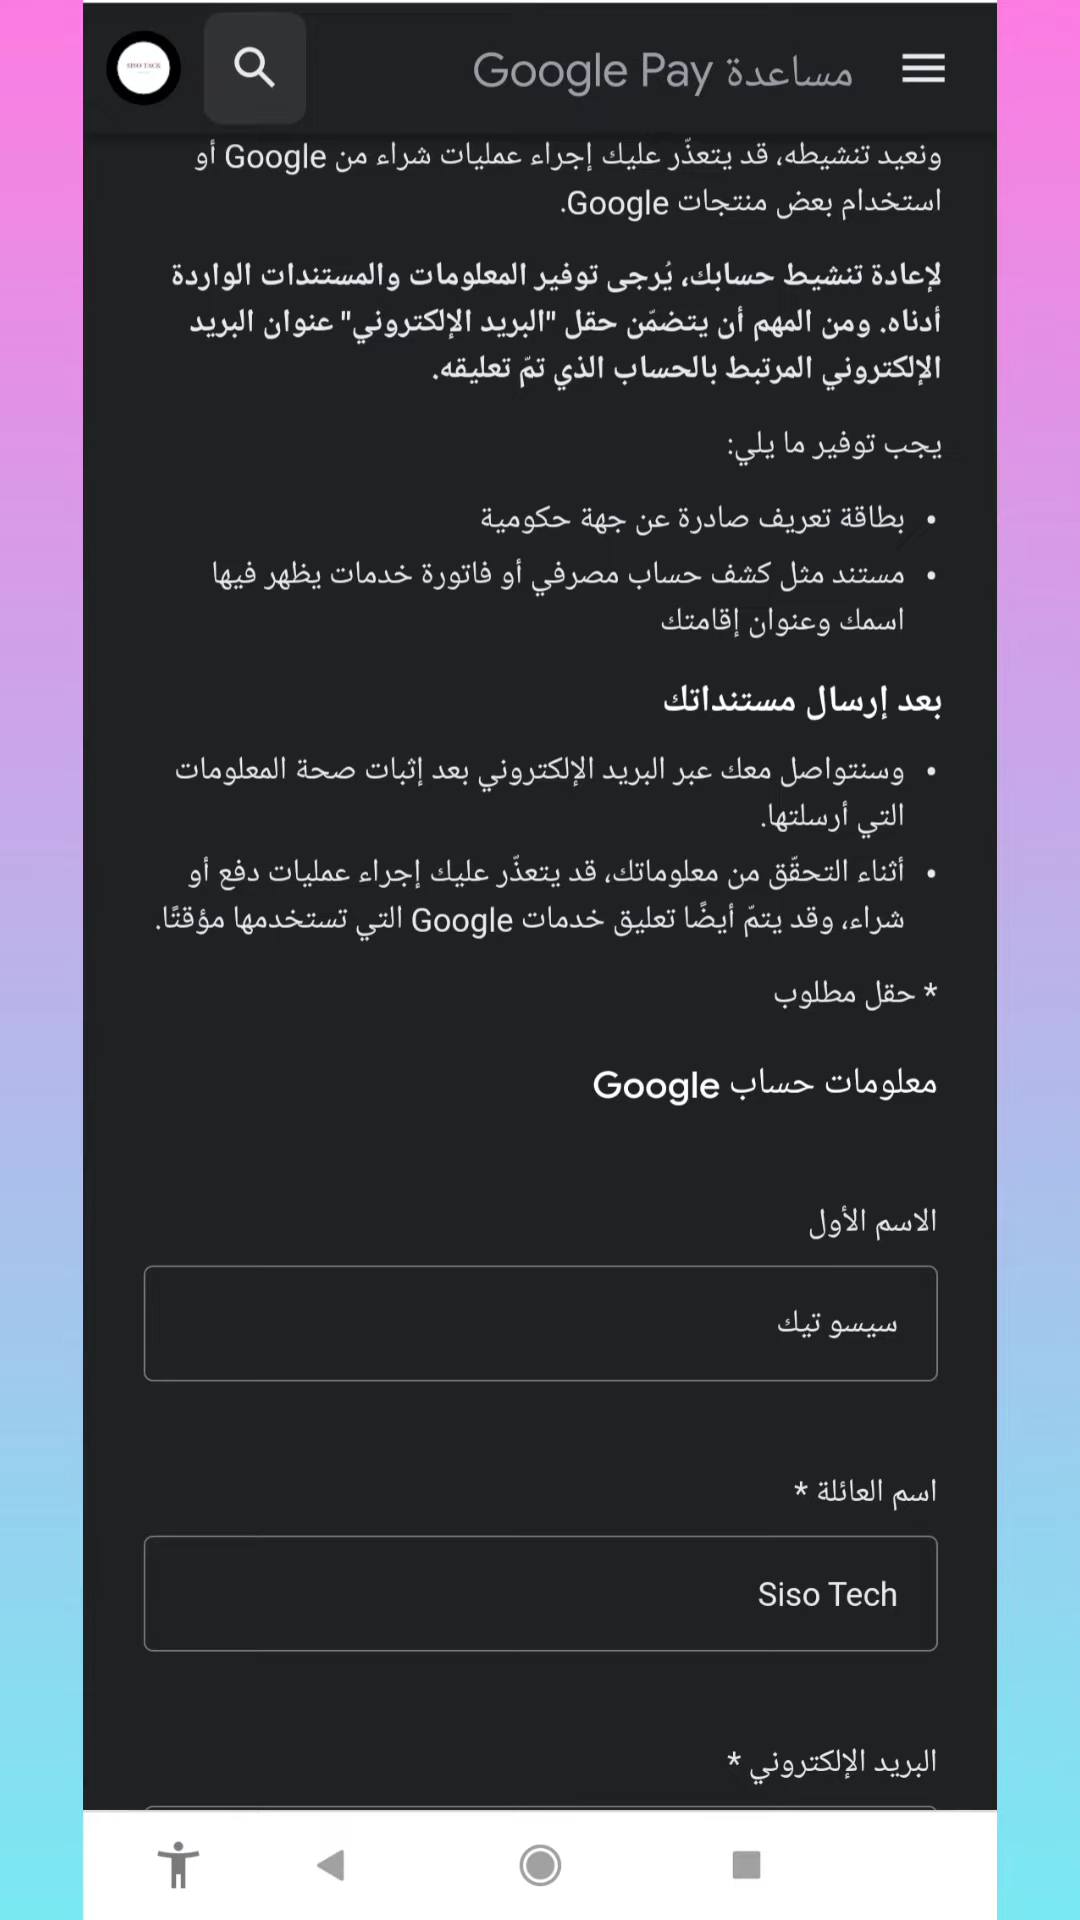 SISO TACK
مساعدة Google Pay
ونعيد تنشيطه، قد يتعذّر عليك إجراء عمليات شراء من Google أو
استخدام بعض منتجات Google.
لإعادة تنشيط حسابك، يُرجى توفير المعلومات والمستندات الواردة
أدناه. ومن المهم أن يتضمّن حقل "البريد الإلكتروني" عنوان البريد
الإلكتروني المرتبط بالحساب الذي تمّ تعليقه.
يجب توفير ما يلي:
• بطاقة تعريف صادرة عن جهة حكومية
• مستند مثل كشف حساب مصرفي أو فاتورة خدمات يظهر فيها
اسمك وعنوان إقامتك
بعد إرسال مستنداتك
• وسنتواصل معك عبر البريد الإلكتروني بعد إثبات صحة المعلومات
التي أرسلتها.
• أثناء التحقّق من معلوماتك، قد يتعذّر عليك إجراء عمليات دفع أو
شراء، وقد يتمّ أيضًا تعليق خدمات Google التي تستخدمها مؤقتًا.
* حقل مطلوب
معلومات حساب Google
الاسم الأول
سيسو تيك
اسم العائلة *
Siso Tech
البريد الإلكتروني *